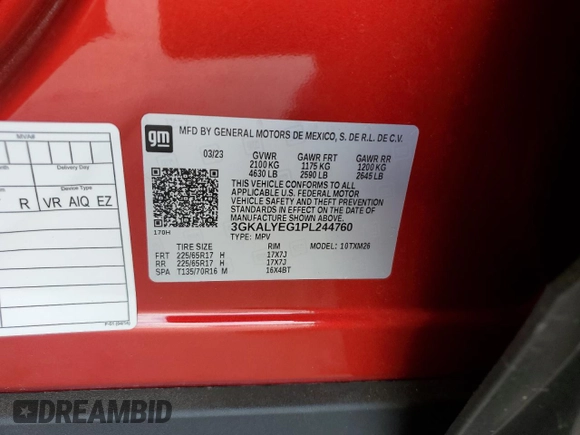 MVA#
Delivery Day
Device Type
R VR AIQ EZ
gm
MFD BY GENERAL MOTORS DE MEXICO, S. DE R.L. DE C.V.
03/23 GVWR GAWR FRT GAWR RR
2100 KG 1175 KG 1200 KG
4630 LB 2590 LB 2645 LB
THIS VEHICLE CONFORMS TO ALL
APPLICABLE U.S. FEDERAL MOTOR
VEHICLE SAFETY AND THEFT PREVENTION
STANDARDS IN EFFECT ON THE DATE OF
MANUFACTURE SHOWN ABOVE.
3GKALYEG1PL244760
170H
TYPE: MPV
TIRE SIZE RIM MODEL: 10TXM26
FRT 225/65R17 H 17X7J
RR 225/65R17 H 17X7J
SPA T135/70R16 M 16X4BT
DREAMBID